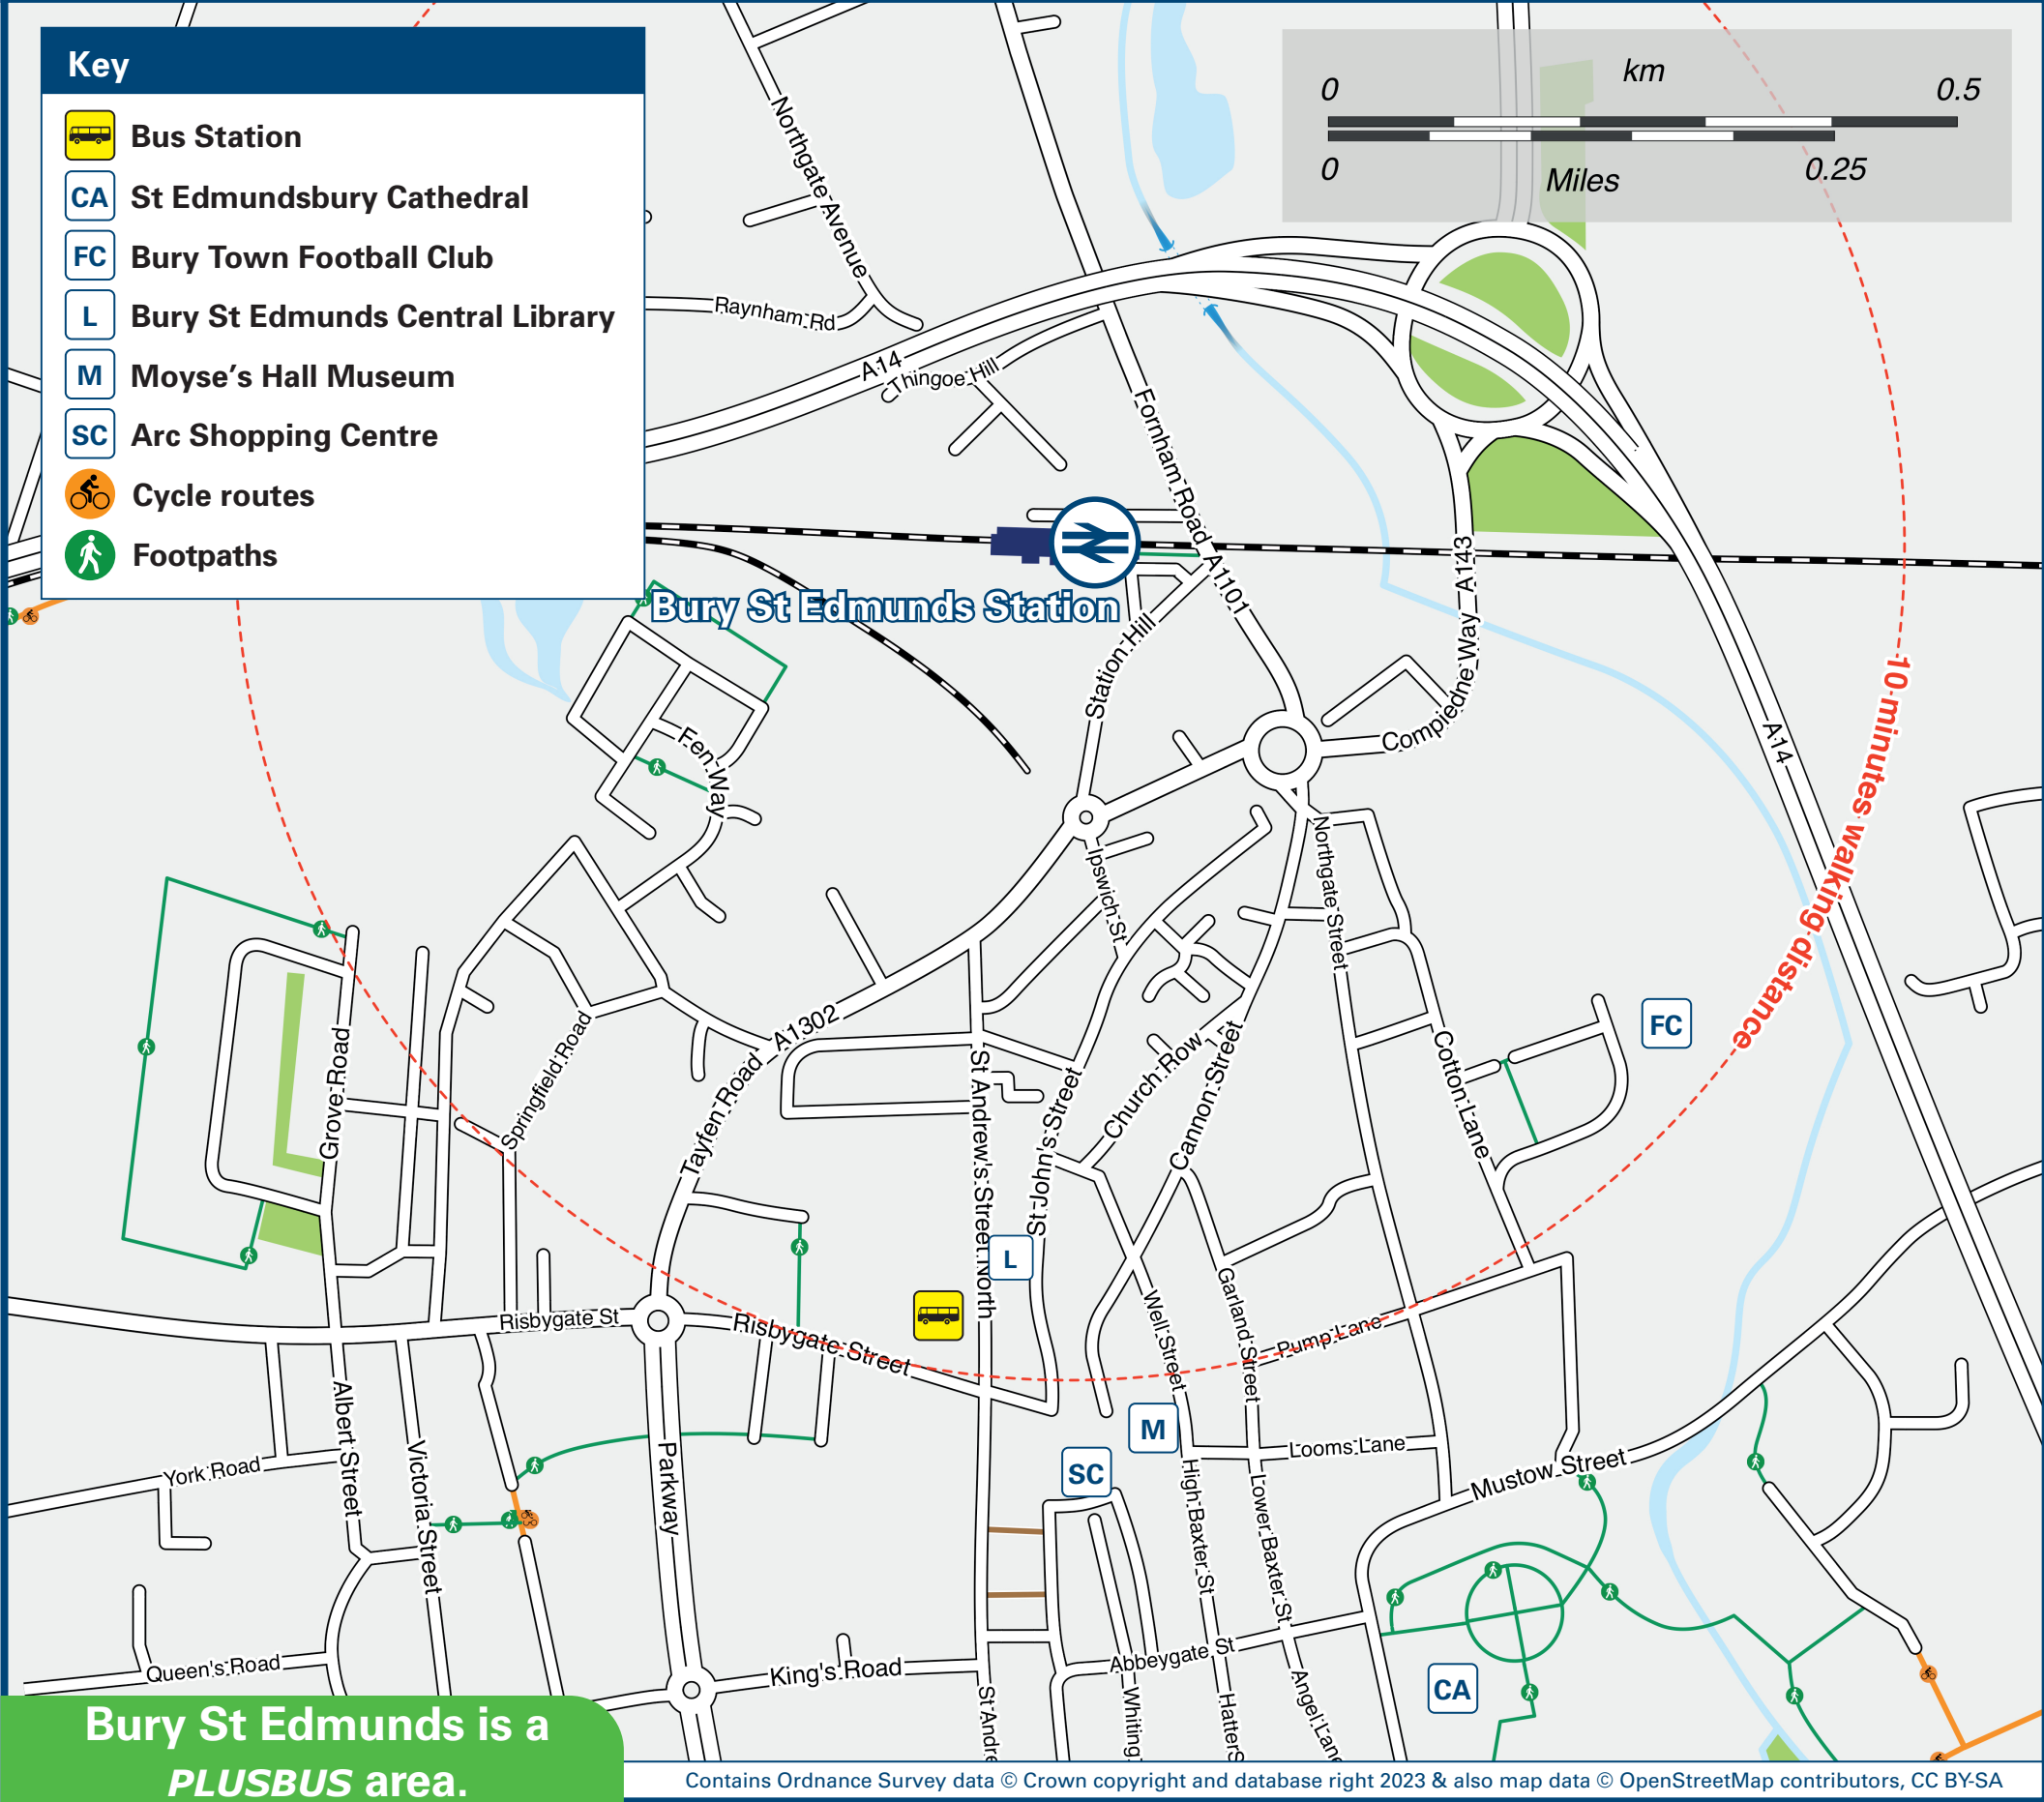 Key
Bus Station
CA St Edmundsbury Cathedral
FC Bury Town Football Club
L Bury St Edmunds Central Library
M Moyse's Hall Museum
SC Arc Shopping Centre
Cycle routes
Footpaths
km
0 0.5
0 0.25
Miles
Northgate Avenue
Raynham Rd
A14
Thingoe Hill
Fornham Road A1101
Bury St Edmunds Station
Station Hill
Compiedne Way A143
A14
10 minutes walking distance
Fen Way
Ipswich St
Northgate Street
FC
Grove Road
Springfield Road
Tayfen Road A1302
St Andrew's Street North
St John's Street
Church Row
Cannon Street
Cotton Lane
L
Risbygate St
Risbygate Street
Well Street
Garland Street
Pump Lane
Albert Street
Victoria Street
York Road
Parkway
M
SC
Looms Lane
Mustow Street
High Baxter St
Lower Baxter St
Queen's Road
King's Road
Abbeygate St
CA
St Andre
Whiting
HatterS
Angel Lane
Bury St Edmunds is a
PLUSBUS area.
Contains Ordnance Survey data © Crown copyright and database right 2023 & also map data © OpenStreetMap contributors, CC BY-SA